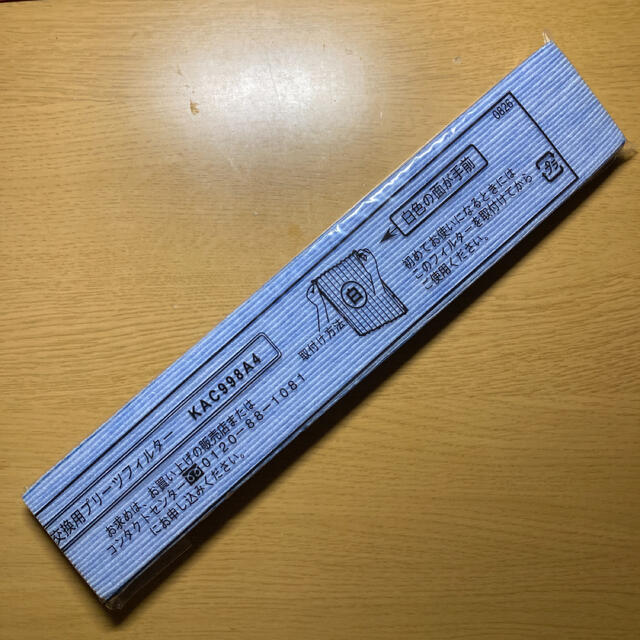 交換用プリーツフィルター KAC998A4
お求めは、お買い上げの販売店または
コンタクトセンター 0120-88-1081
にお申し込みください。
取付け方法
白
白色の面が手前
初めてお使いになるときには
このフィルターを取付けてから
ご使用ください。
プラ
0826